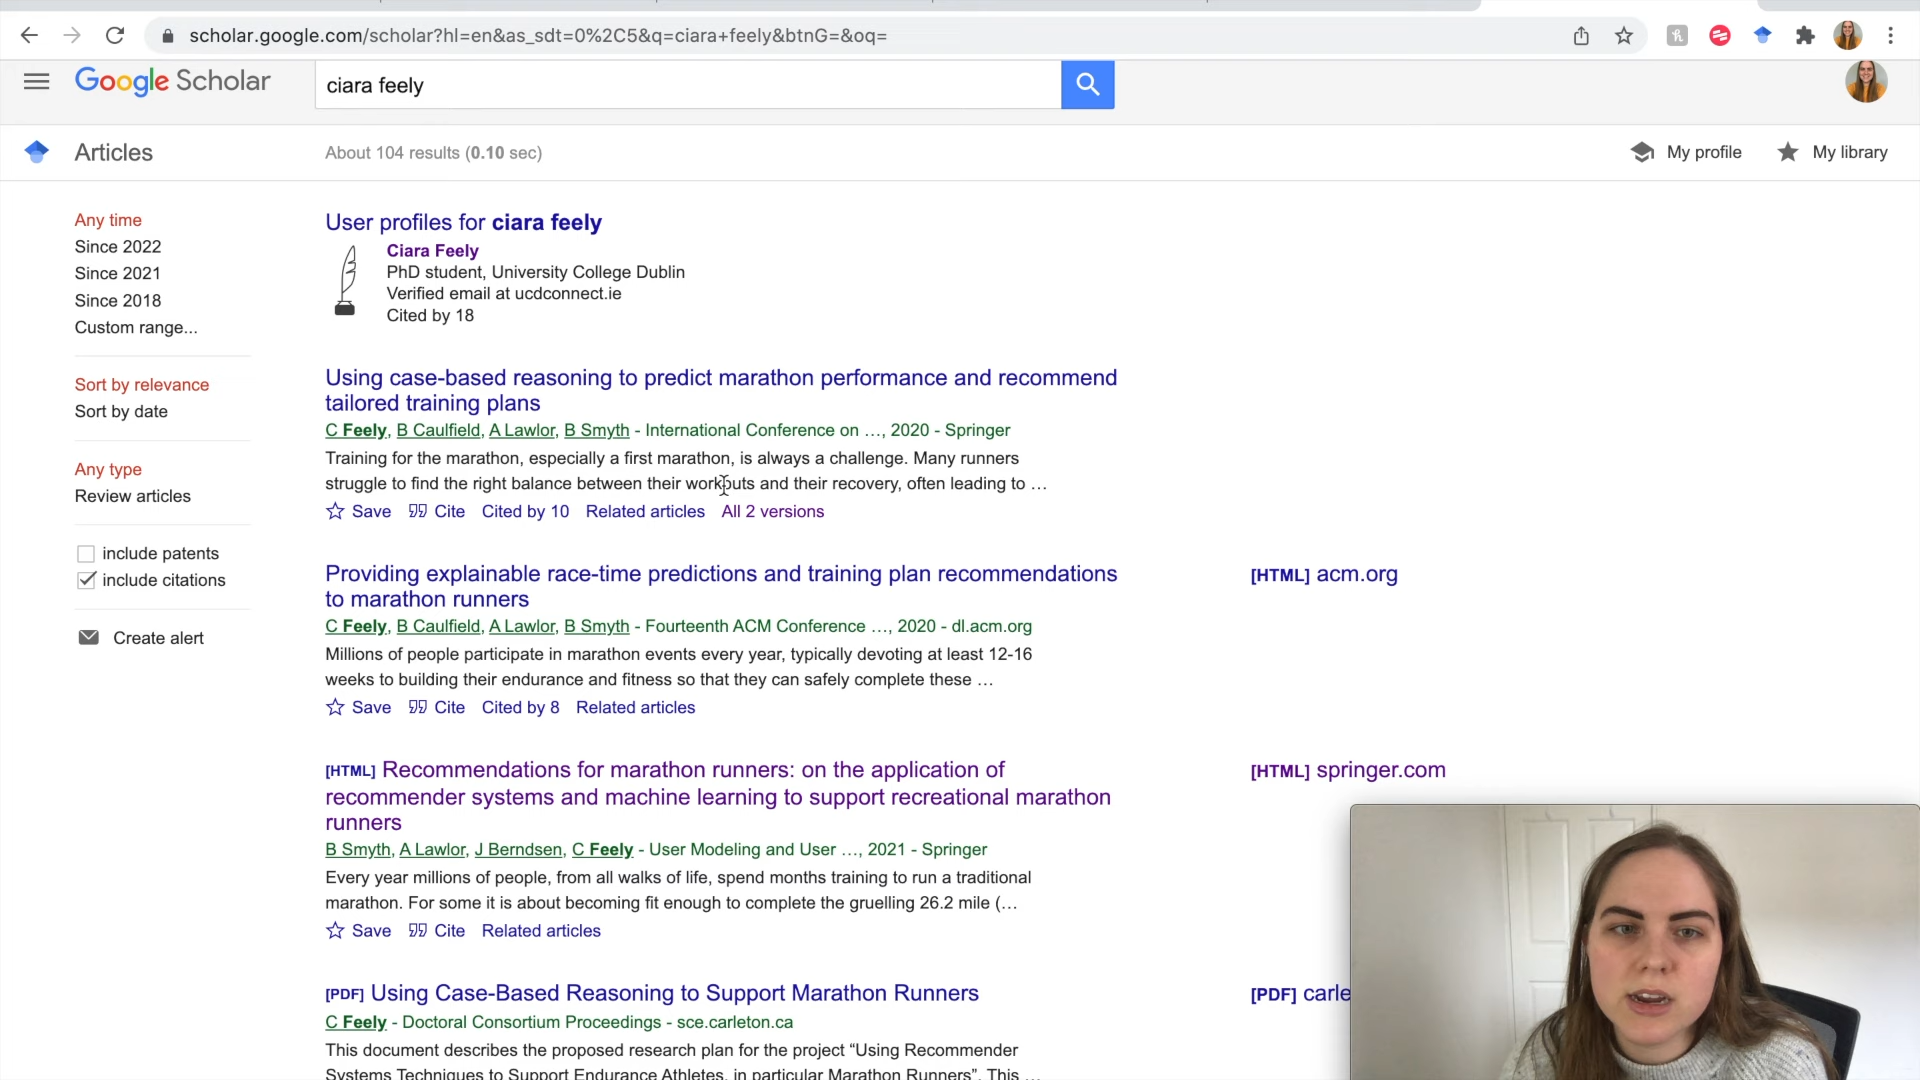 scholar.google.com/scholar?hl=en&as_sdt=0%2C5&q=ciara+feely&btnG=&oq=
Google Scholar
ciara feely
Articles
About 104 results (0.10 sec)
My profile
My library
Any time
Since 2022
Since 2021
Since 2018
Custom range...
Sort by relevance
Sort by date
Any type
Review articles
include patents
include citations
Create alert
User profiles for ciara feely
Ciara Feely
PhD student, University College Dublin
Verified email at ucdconnect.ie
Cited by 18
Using case-based reasoning to predict marathon performance and recommend
tailored training plans
C Feely, B Caulfield, A Lawlor, B Smyth - International Conference on …, 2020 - Springer
Training for the marathon, especially a first marathon, is always a challenge. Many runners
struggle to find the right balance between their workouts and their recovery, often leading to …
Save Cite Cited by 10 Related articles All 2 versions
Providing explainable race-time predictions and training plan recommendations
to marathon runners
[HTML] acm.org
C Feely, B Caulfield, A Lawlor, B Smyth - Fourteenth ACM Conference …, 2020 - dl.acm.org
Millions of people participate in marathon events every year, typically devoting at least 12-16
weeks to building their endurance and fitness so that they can safely complete these …
Save Cite Cited by 8 Related articles
[HTML] Recommendations for marathon runners: on the application of
recommender systems and machine learning to support recreational marathon
runners
[HTML] springer.com
B Smyth, A Lawlor, J Berndsen, C Feely - User Modeling and User …, 2021 - Springer
Every year millions of people, from all walks of life, spend months training to run a traditional
marathon. For some it is about becoming fit enough to complete the gruelling 26.2 mile (…
Save Cite Related articles
[PDF] Using Case-Based Reasoning to Support Marathon Runners
[PDF] carle
C Feely - Doctoral Consortium Proceedings - sce.carleton.ca
This document describes the proposed research plan for the project “Using Recommender
Systems Techniques to Support Endurance Athletes, in particular Marathon Runners”. This …